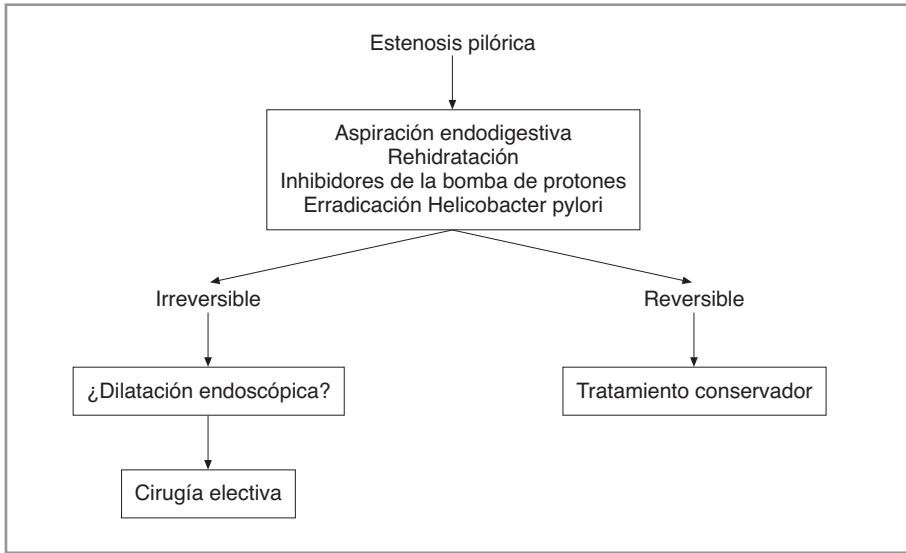 Estenosis pilórica
Aspiración endodigestiva
Rehidratación
Inhibidores de la bomba de protones
Erradicación Helicobacter pylori
Irreversible
Reversible
¿Dilatación endoscópica?
Tratamiento conservador
Cirugía electiva